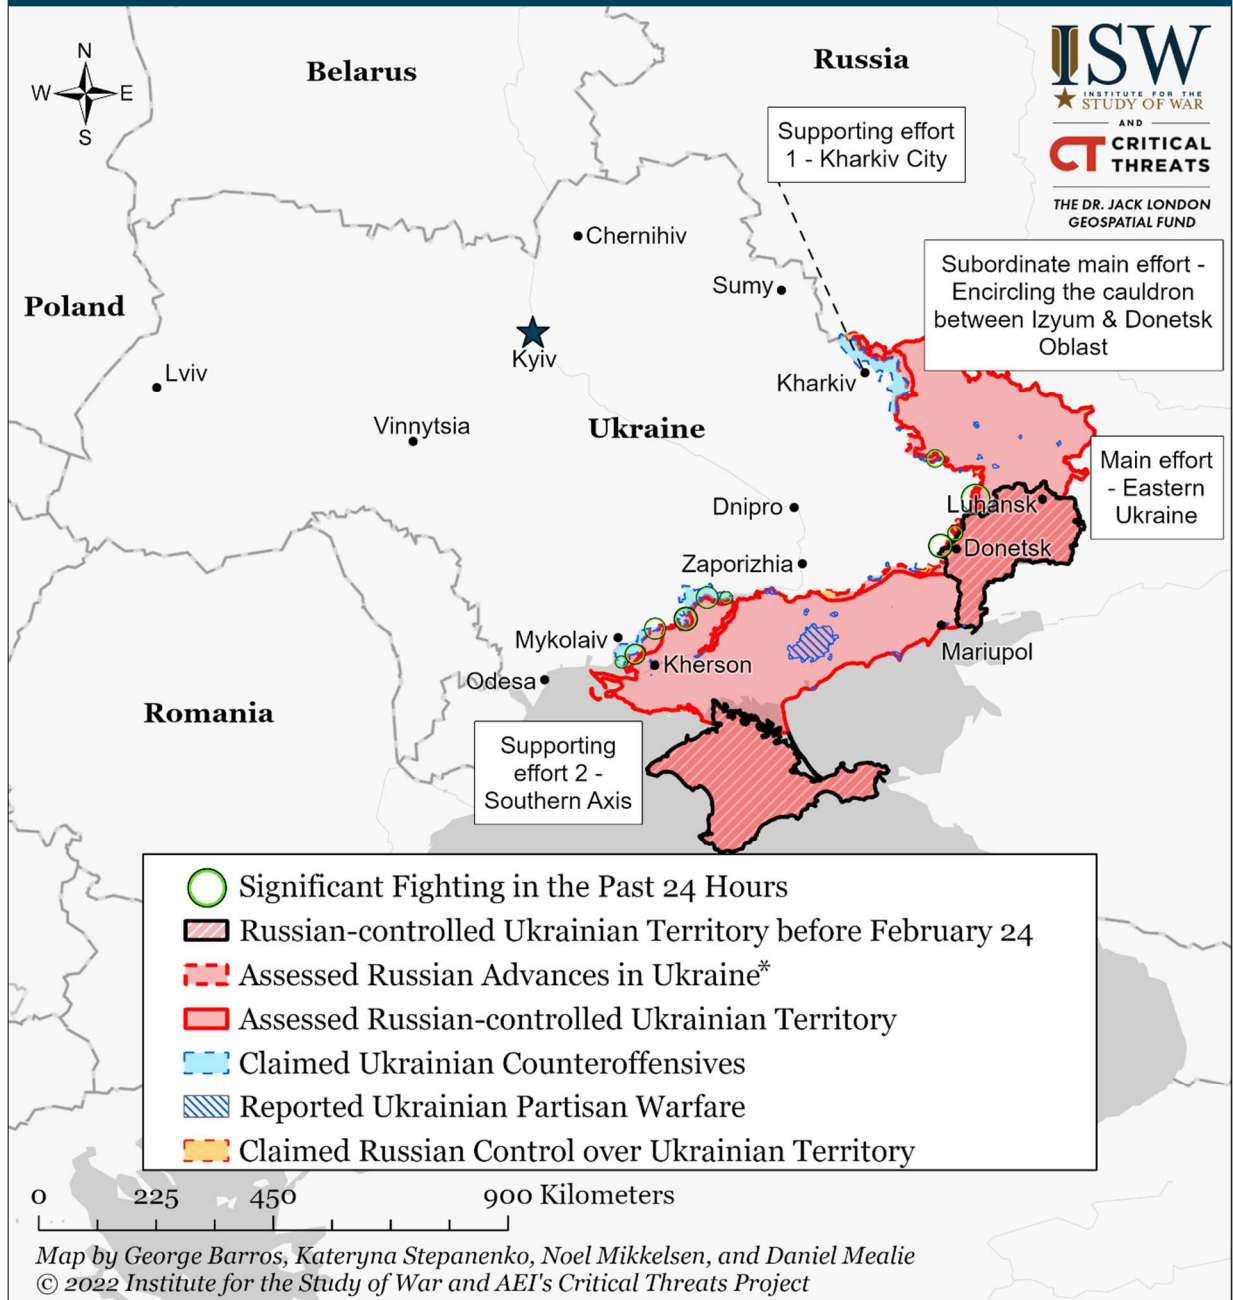 N
W E
S
Belarus
Russia
ISW
INSTITUTE FOR THE
STUDY OF WAR
AND
CT CRITICAL
THREATS
THE DR. JACK LONDON
GEOSPATIAL FUND
Supporting effort
1 - Kharkiv City
Chernihiv
Sumy
Subordinate main effort -
Encircling the cauldron
between Izyum & Donetsk
Oblast
Poland
Kyiv
Lviv
Kharkiv
Vinnytsia
Ukraine
Main effort
- Eastern
Ukraine
Dnipro
Luhansk
Donetsk
Zaporizhia
Mykolaiv
Mariupol
Kherson
Odesa
Romania
Supporting
effort 2 -
Southern Axis
Significant Fighting in the Past 24 Hours
Russian-controlled Ukrainian Territory before February 24
Assessed Russian Advances in Ukraine*
Assessed Russian-controlled Ukrainian Territory
Claimed Ukrainian Counteroffensives
Reported Ukrainian Partisan Warfare
Claimed Russian Control over Ukrainian Territory
0 225 450 900 Kilometers
Map by George Barros, Kateryna Stepanenko, Noel Mikkelsen, and Daniel Mealie
© 2022 Institute for the Study of War and AEI's Critical Threats Project